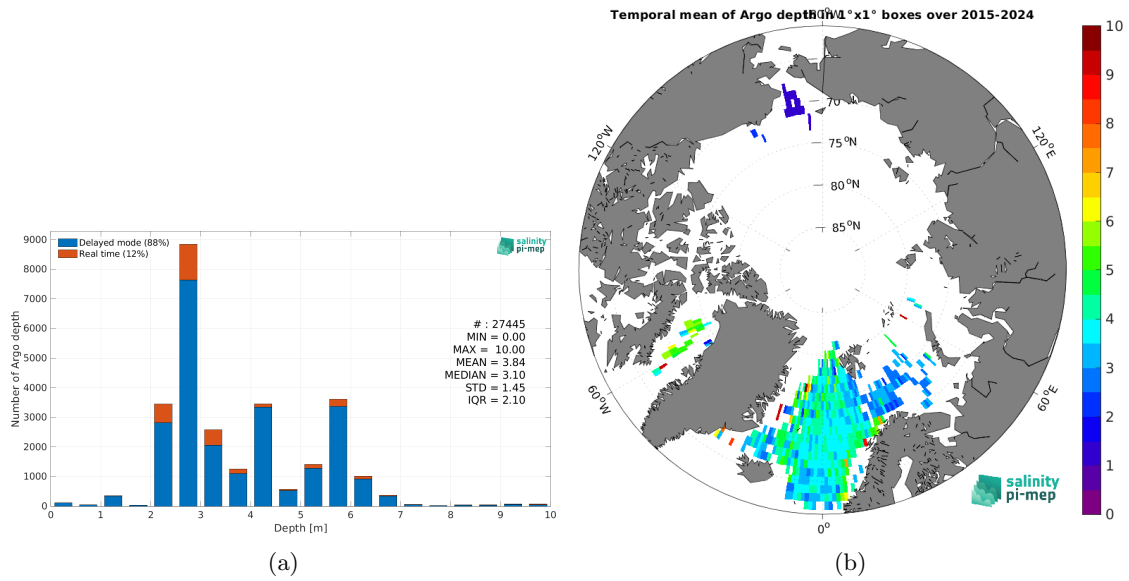 Delayed mode (88%)
Real time (12%)
salinity
pi-mep
9000
8000
7000
6000
5000
4000
3000
2000
1000
0
Number of Argo depth
# : 27445
MIN = 0.00
MAX = 10.00
MEAN = 3.84
MEDIAN = 3.10
STD = 1.45
IQR = 2.10
0 1 2 3 4 5 6 7 8 9 10
Depth [m]
(a)
Temporal mean of Argo depth in 1°x1° boxes over 2015-2024
180°W
120°W
120°E
70
75°N
80°N
85°N
60°W
60°E
0°
salinity
pi-mep
10
9
8
7
6
5
4
3
2
1
0
(b)